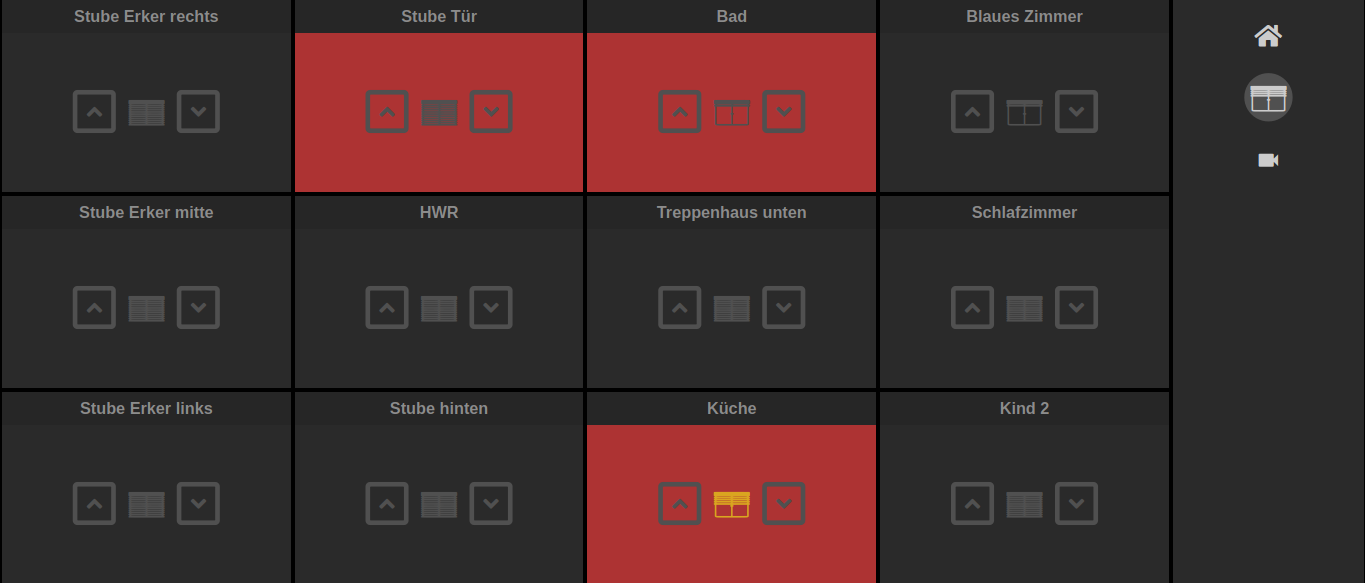 Stube Erker rechts
Stube Tür
Bad
Blaues Zimmer
Stube Erker mitte
HWR
Treppenhaus unten
Schlafzimmer
Stube Erker links
Stube hinten
Küche
Kind 2